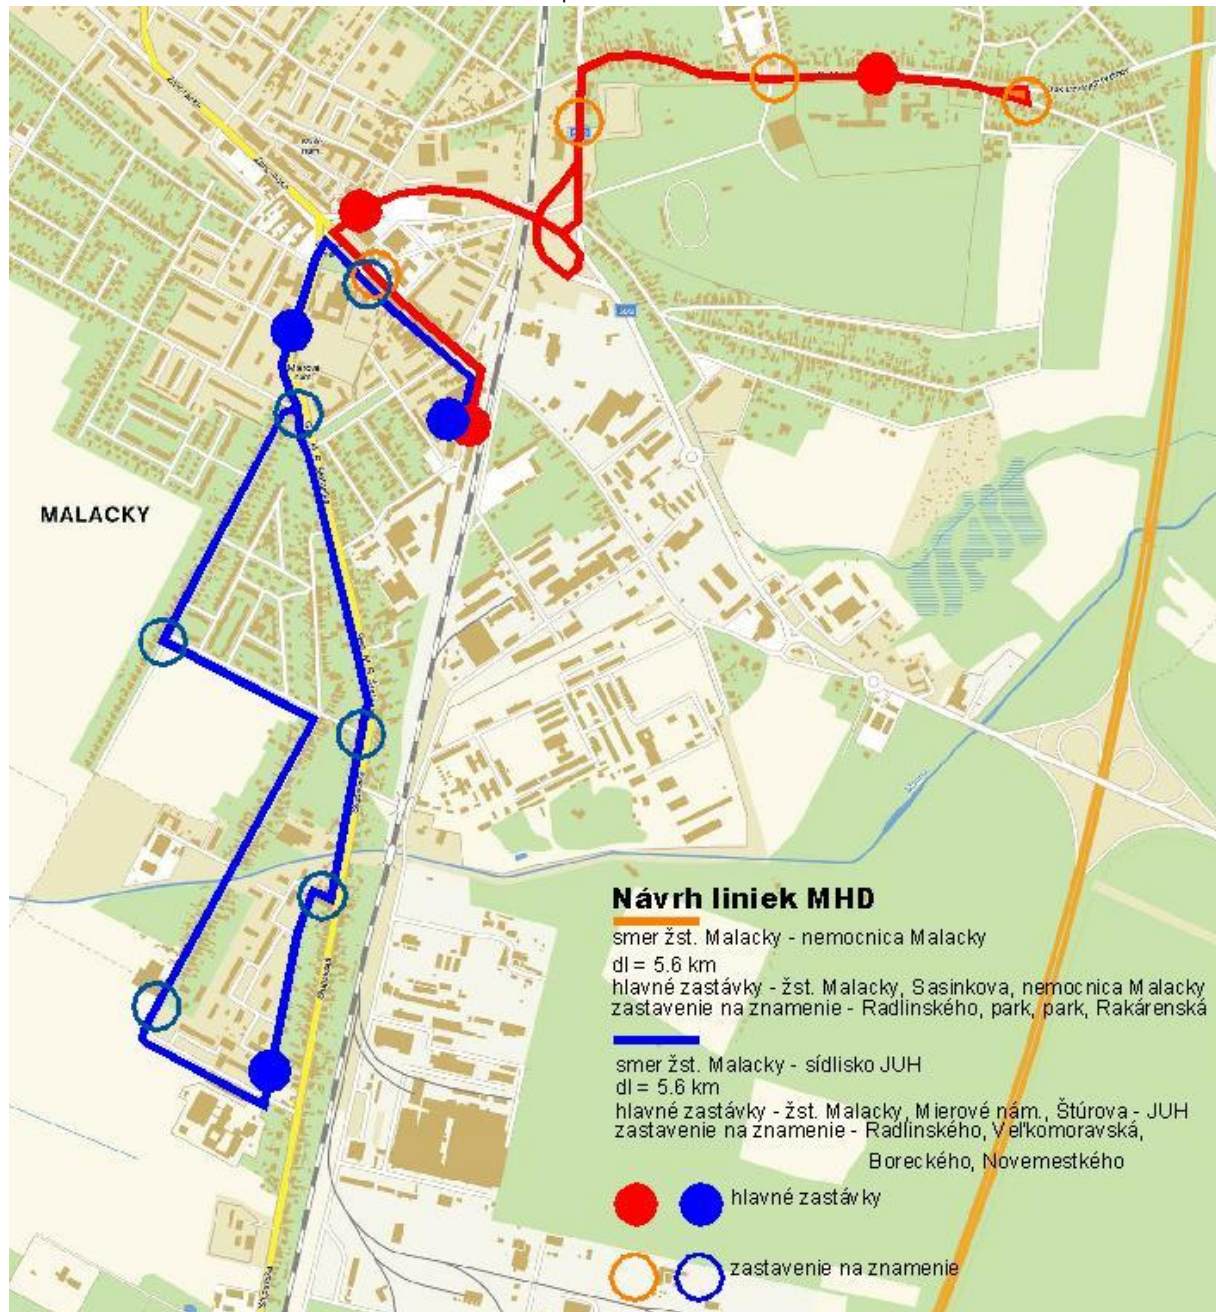 MALACKY
Návrh liniek MHD
smer žst. Malacky - nemocnica Malacky
dl = 5.6 km
hlavné zastávky - žst. Malacky, Sasinkova, nemocnica Malacky
zastavenie na znamenie - Radlinského, park, park, Rakárenská
smer žst. Malacky - sídlisko JUH
dl = 5.6 km
hlavné zastávky - žst. Malacky, Mierové nám., Štúrova - JUH
zastavenie na znamenie - Radlinského, Veľkomoravská,
Boreckého, Novemestkého
hlavné zastávky
zastavenie na znamenie